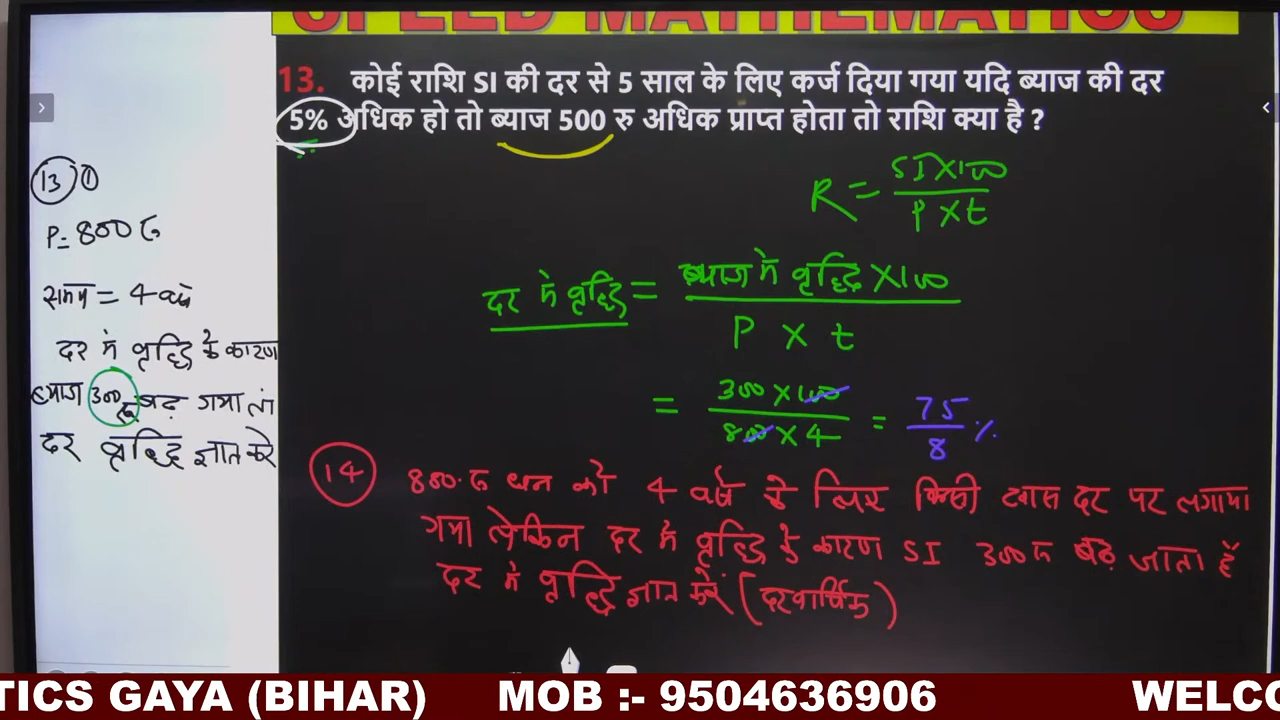 SPEED MATHEMATICS
13. कोई राशि SI की दर से 5 साल के लिए कर्ज दिया गया यदि ब्याज की दर
5% अधिक हो तो ब्याज 500 रु अधिक प्राप्त होता तो राशि क्या है ?
R = SI×100
P×t
दर मे वृद्धि = ब्याज मे वृद्धि ×100
P × t
= 300×100
800×4
= 75
8 %
13 ①
P= 800 रु
समय = 4 वर्ष
दर में वृद्धि के कारण
ब्याज 300 रू बढ़ गया तो
दर वृद्धि ज्ञात करे
14 800.रु धन को 4 वर्ष के लिए किसी खास दर पर लगाया
गया लेकिन दर मे वृद्धि के कारण SI 300रु बढ़ जाता हैं
दर मे वृद्धि ज्ञात करें (दरवार्षिक)
TICS GAYA (BIHAR) MOB :- 9504636906 WELCO